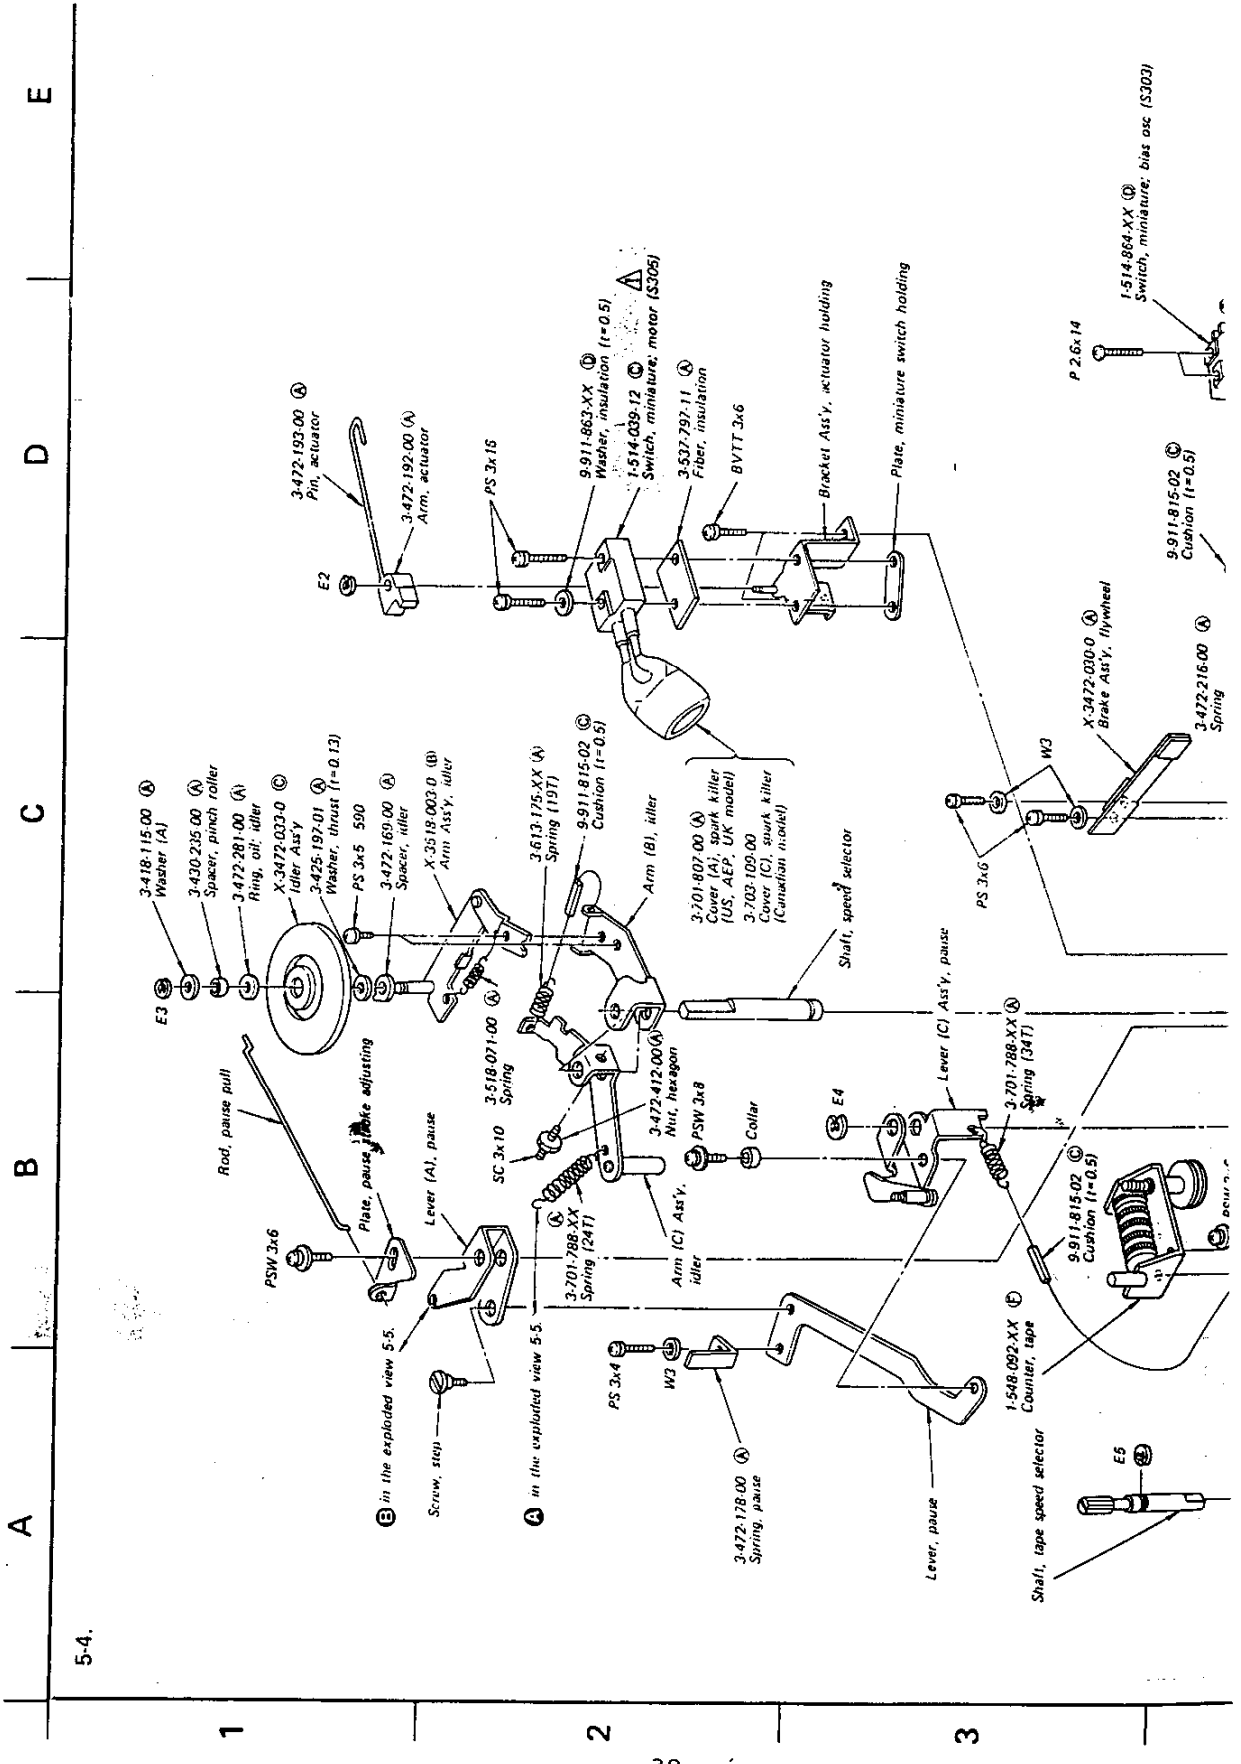 A
B
C
D
E
1
2
3
5-4.
E3
3-418-115-00 Ⓐ
Washer (A)
3-430-235-00 Ⓐ
Spacer, pinch roller
3-472-281-00 Ⓐ
Ring, oil; idler
X-3472-033-0 Ⓒ
Idler Ass'y
3-425-197-01 Ⓐ
Washer, thrust (t=0.13)
PS 3x5 590
3-472-169-00 Ⓐ
Spacer, idler
X-3518-003-0 Ⓑ
Arm Ass'y, idler
3-613-175-XX Ⓐ
Spring (19T)
9-911-815-02 Ⓒ
Cushion (t=0.5)
Arm (B), idler
3-701-807-00 Ⓐ
Cover (A), spark killer
(US, AEP, UK model)
3-703-109-00
Cover (C), spark killer
(Canadian model)
Shaft, speed selector
Rod, pause pull
PSW 3x6
Plate, pause stroke adjusting
Lever (A), pause
Ⓑ in the exploded view 5-5.
Screw, step
Ⓐ in the exploded view 5-5.
3-518-071-00 Ⓐ
Spring
SC 3x10
3-472-412-00 Ⓐ
Nut, hexagon
3-701-788-XX Ⓐ
Spring (24T)
Arm (C) Ass'y,
idler
PSW 3x8
Collar
E4
Lever (C) Ass'y, pause
3-701-788-XX Ⓐ
Spring (34T)
9-911-815-02 Ⓒ
Cushion (t=0.5)
PS 3x4
W3
3-472-178-00 Ⓐ
Spring, pause
Lever, pause
1-548-092-XX Ⓕ
Counter, tape
Shaft, tape speed selector
E5
3-472-193-00 Ⓐ
Pin, actuator
E2
3-472-192-00 Ⓐ
Arm, actuator
PS 3x16
9-911-863-XX Ⓓ
Washer, insulation (t=0.5)
1-514-039-12 Ⓒ
Switch, miniature; motor (S305)
3-537-797-11 Ⓐ
Fiber, insulation
BVTT 3x6
Bracket Ass'y, actuator holding
Plate, miniature switch holding
PS 3x6
W3
X-3472-030-0 Ⓐ
Brake Ass'y, flywheel
9-911-815-02 Ⓒ
Cushion (t=0.5)
3-472-216-00 Ⓐ
Spring
P 2.6x14
1-514-864-XX Ⓓ
Switch, miniature; bias osc (S303)